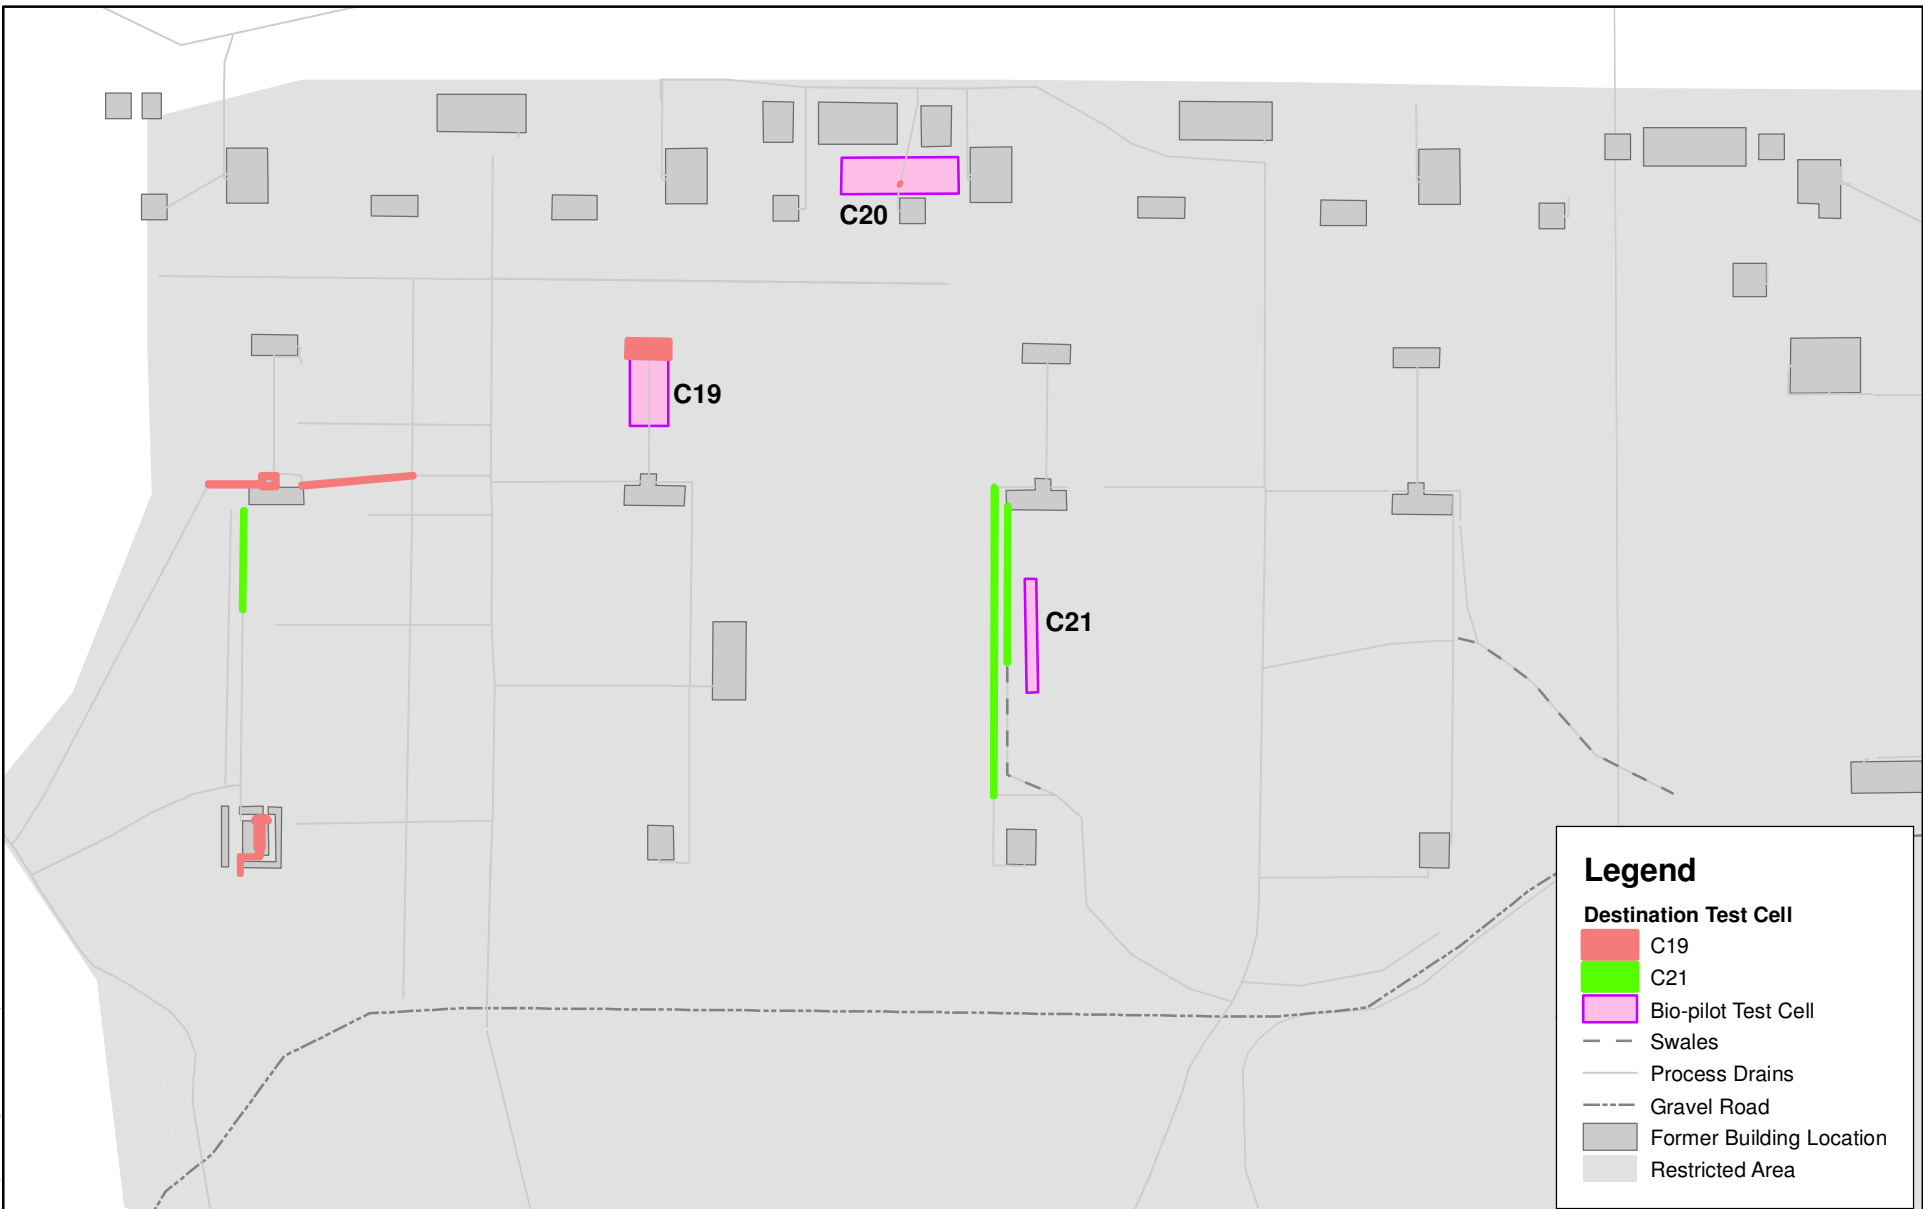 C20
C19
C21
Legend
Destination Test Cell
C19
C21
Bio-pilot Test Cell
Swales
Process Drains
Gravel Road
Former Building Location
Restricted Area